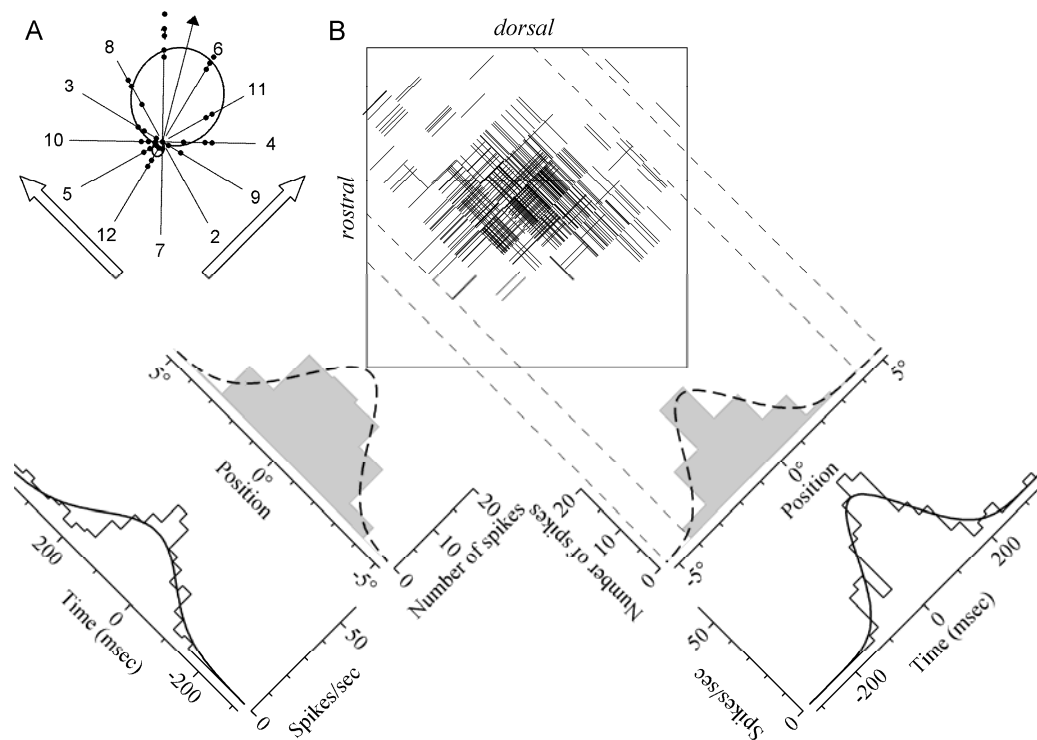 A
B
dorsal
rostral
8
6
3
11
10
4
5
9
12
7
2
5°
0°
-5°
Position
0
10
20
Number of spikes
20
10
0
Number of spikes
-5°
0°
5°
Position
200
0
-200
Time (msec)
0
50
Spikes/sec
50
0
Spikes/sec
-200
0
200
Time (msec)